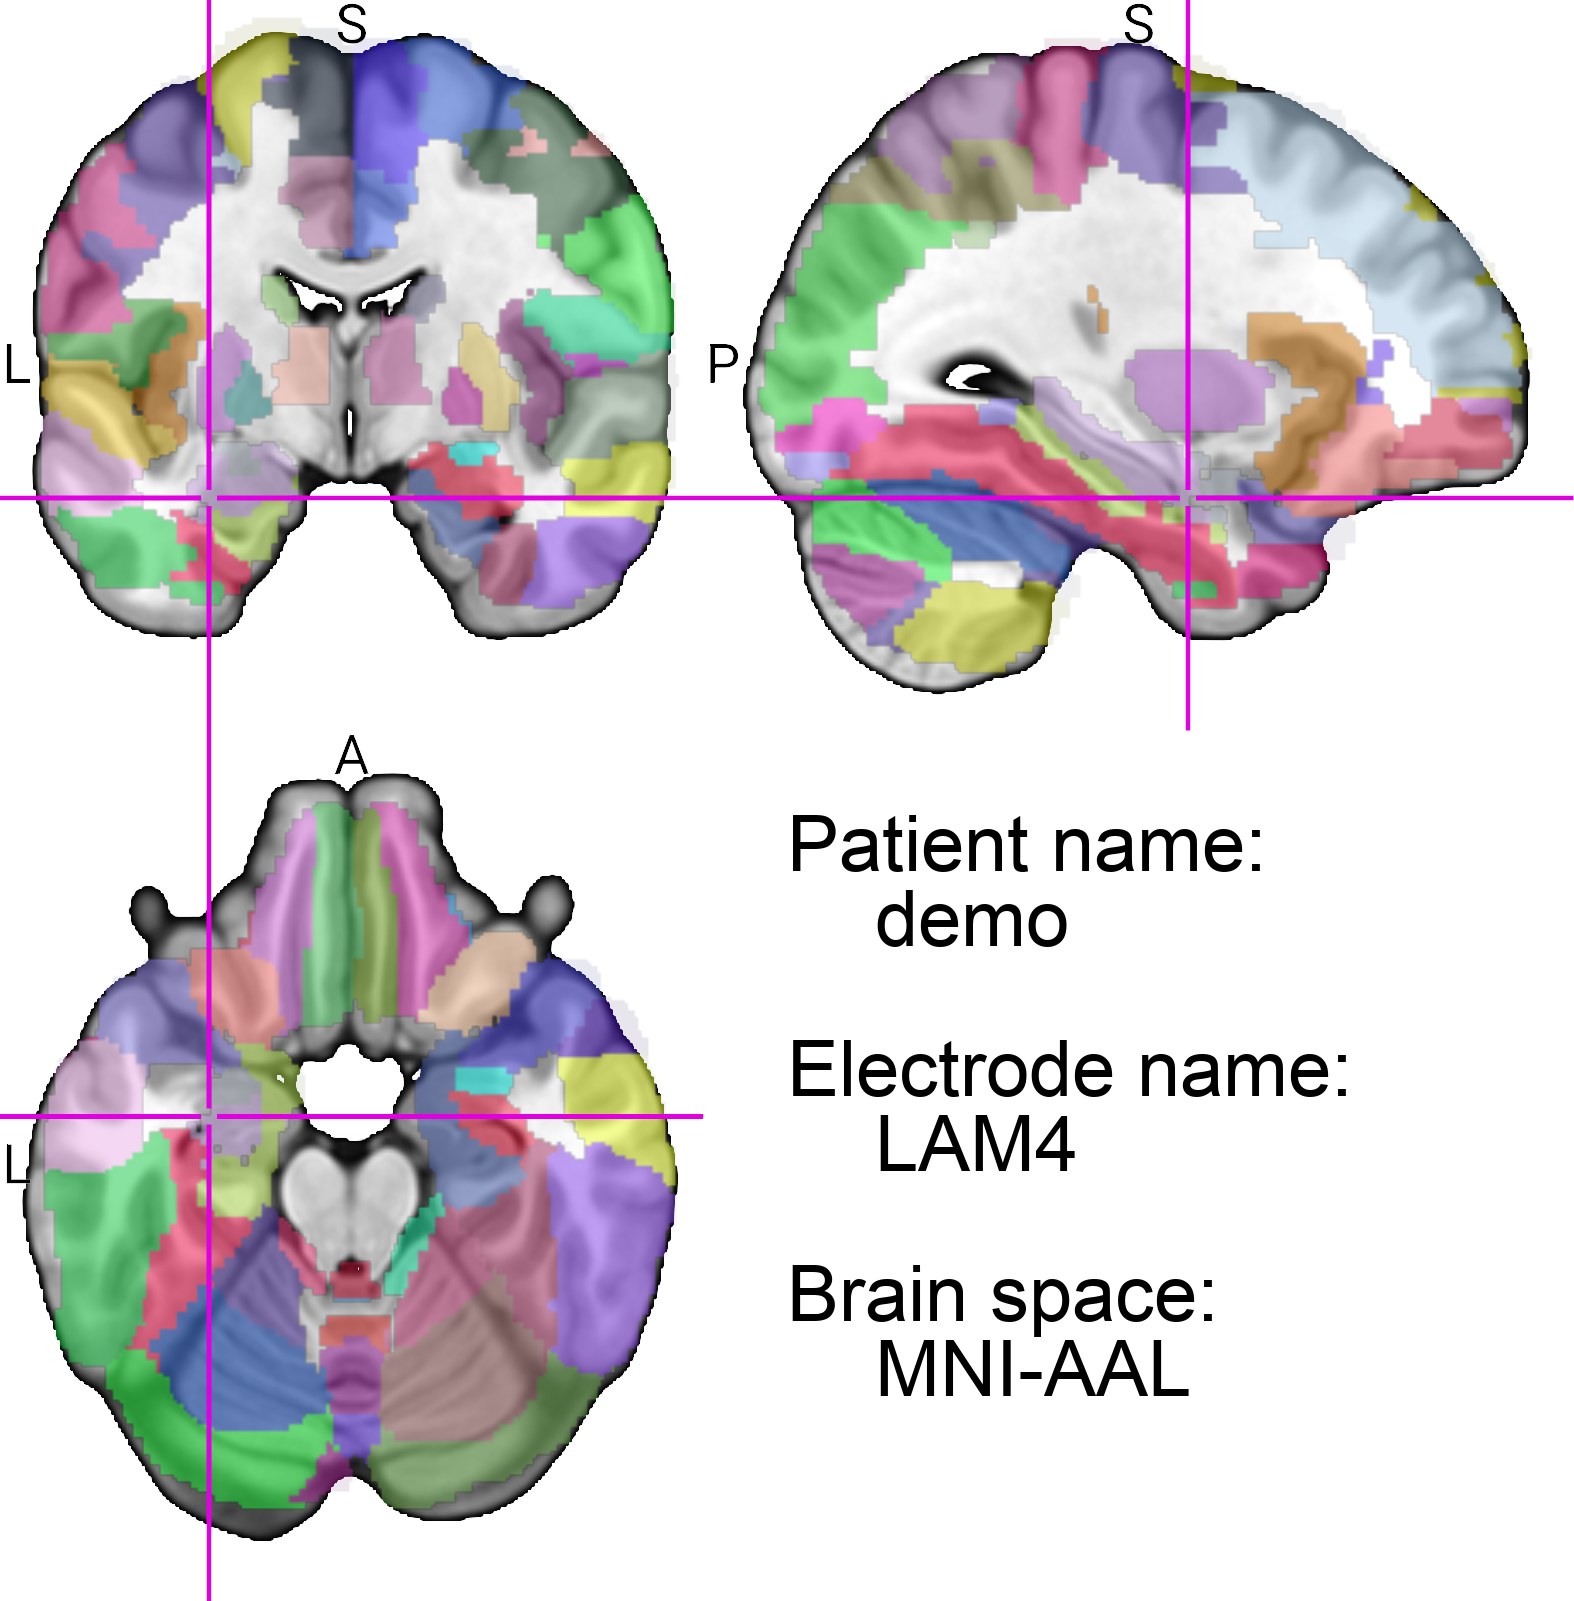 S
S
L
P
A
L
Patient name:
demo
Electrode name:
LAM4
Brain space:
MNI-AAL